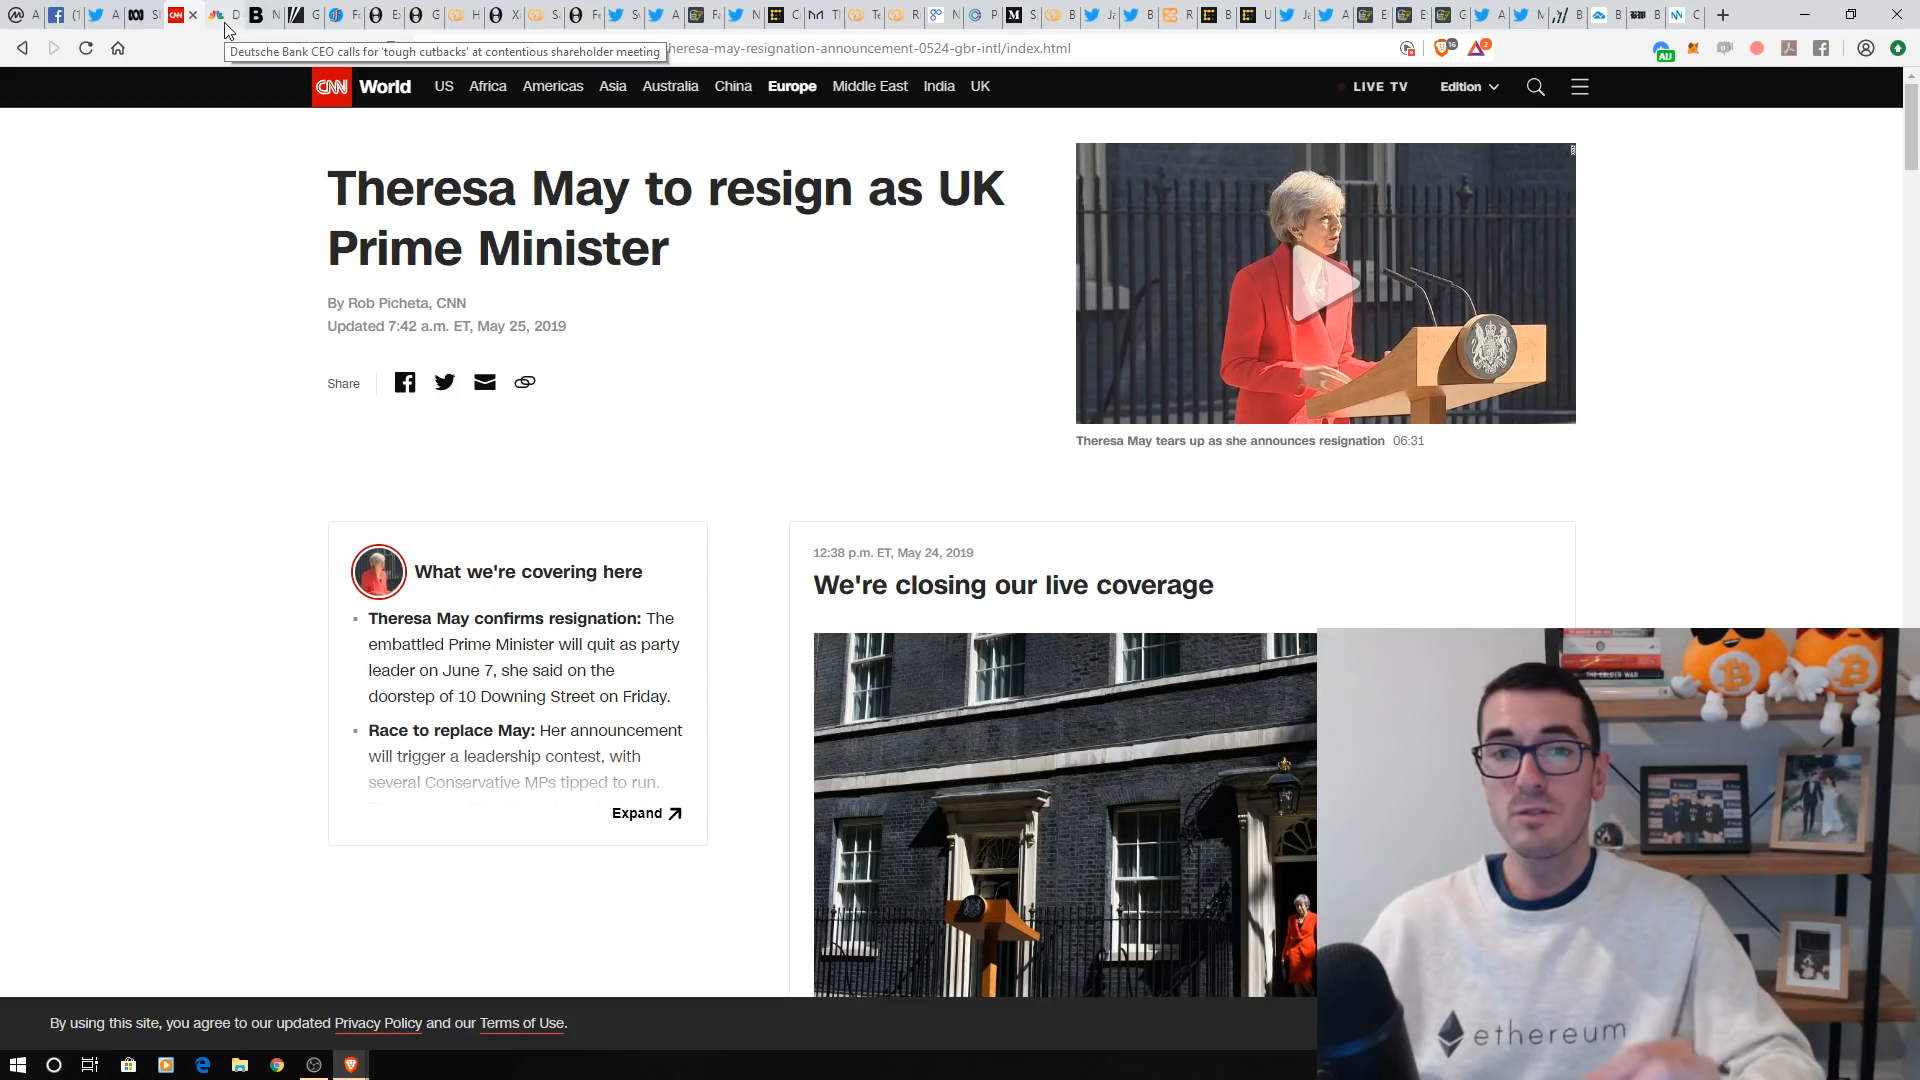 Deutsche Bank CEO calls for 'tough cutbacks' at contentious shareholder meeting
heresa-may-resignation-announcement-0524-gbr-intl/index.html
16
2
AU
CNN World US Africa Americas Asia Australia China Europe Middle East India UK
LIVE TV Edition
Theresa May to resign as UK
Prime Minister
By Rob Picheta, CNN
Updated 7:42 a.m. ET, May 25, 2019
Share
Theresa May tears up as she announces resignation 06:31
What we're covering here
Theresa May confirms resignation: The
embattled Prime Minister will quit as party
leader on June 7, she said on the
doorstep of 10 Downing Street on Friday.
Race to replace May: Her announcement
will trigger a leadership contest, with
several Conservative MPs tipped to run.
Expand
12:38 p.m. ET, May 24, 2019
We're closing our live coverage
THE COLDER WAR
ethereum
By using this site, you agree to our updated Privacy Policy and our Terms of Use.